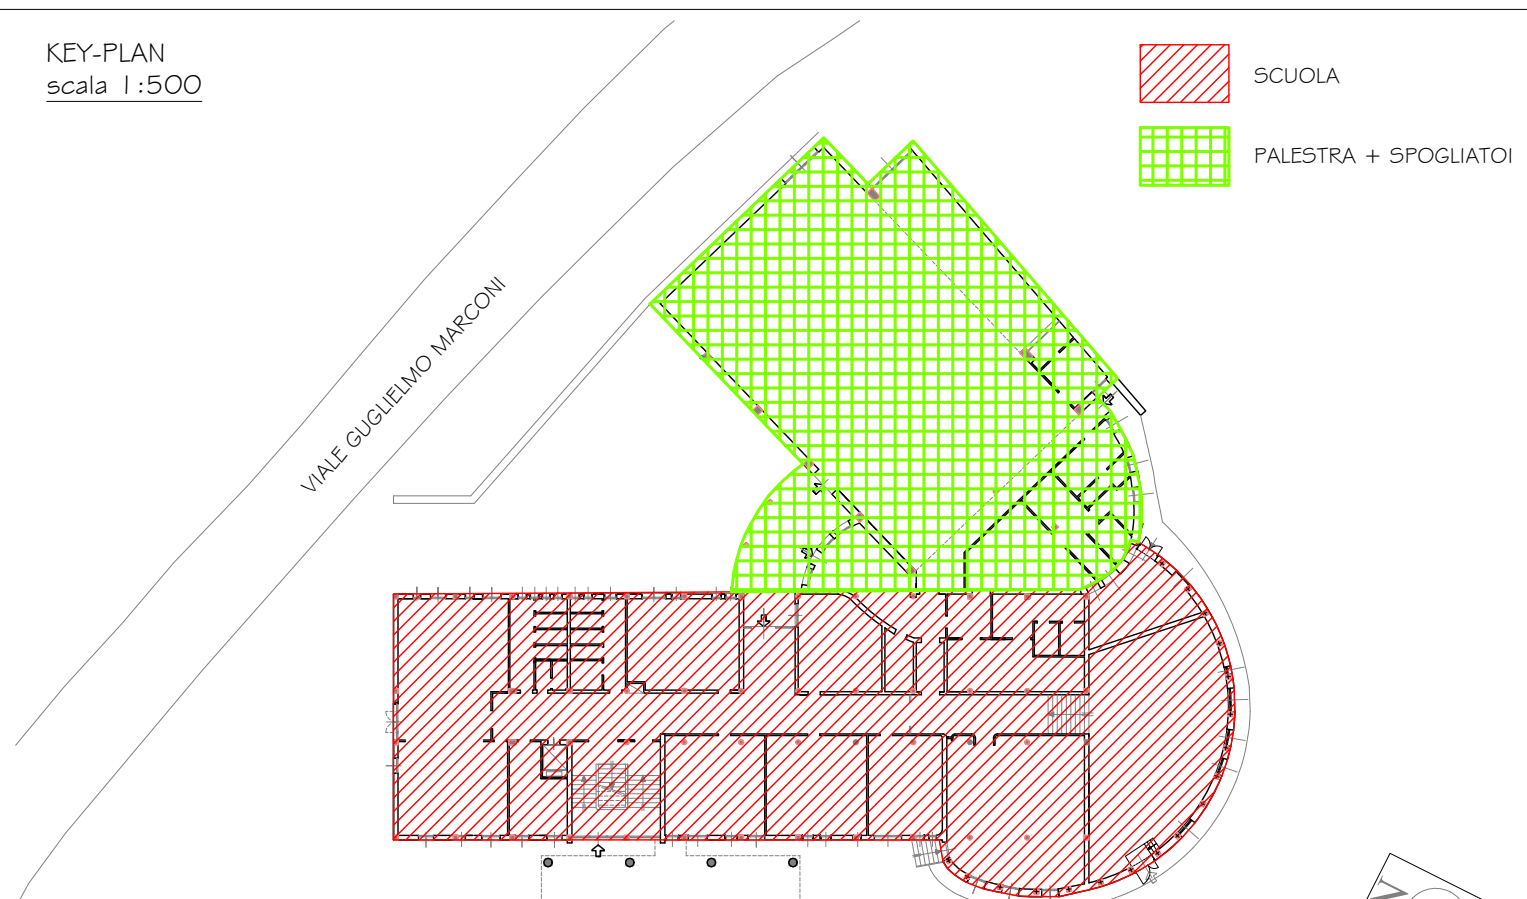 KEY-PLAN
scala 1:500
SCUOLA
PALESTRA + SPOGLIATOI
VIALE GUGLIELMO MARCONI
N